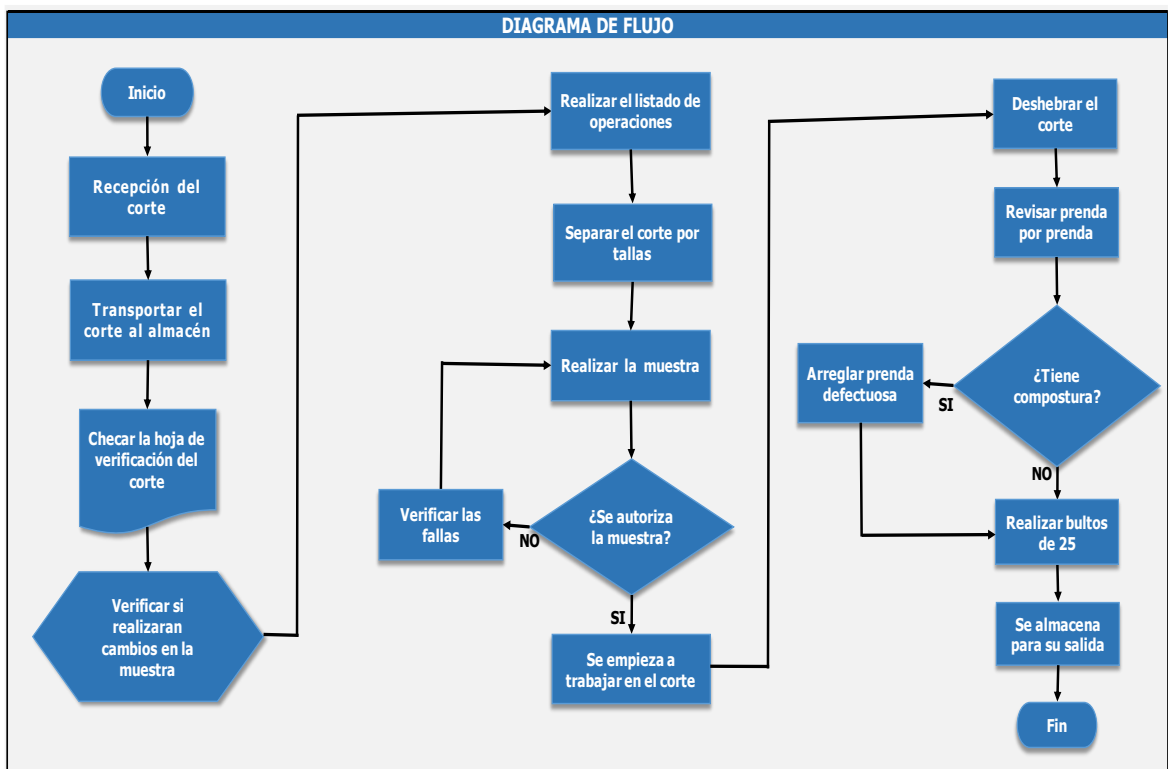 DIAGRAMA DE FLUJO
Inicio
Recepción del
corte
Transportar el
corte al almacén
Checar la hoja de
verificación del
corte
Verificar si
realizaran
cambios en la
muestra
Realizar el listado de
operaciones
Separar el corte por
tallas
Realizar la muestra
¿Se autoriza
la muestra?
NO
Verificar las
fallas
SI
Se empieza a
trabajar en el corte
Deshebrar el
corte
Revisar prenda
por prenda
¿Tiene
compostura?
SI
Arreglar prenda
defectuosa
NO
Realizar bultos
de 25
Se almacena
para su salida
Fin